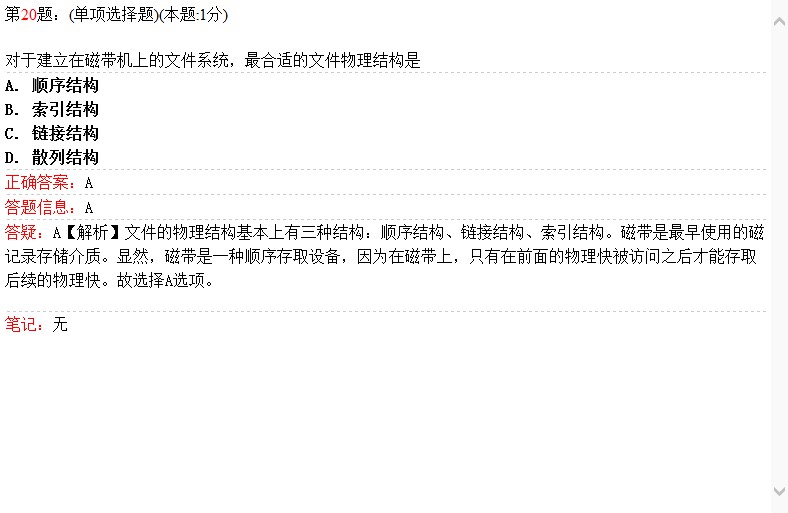 第20题：(单项选择题)(本题:1分)
对于建立在磁带机上的文件系统，最合适的文件物理结构是
A. 顺序结构
B. 索引结构
C. 链接结构
D. 散列结构
正确答案：A
答题信息：A
答疑：A【解析】文件的物理结构基本上有三种结构：顺序结构、链接结构、索引结构。磁带是最早使用的磁
记录存储介质。显然，磁带是一种顺序存取设备，因为在磁带上，只有在前面的物理快被访问之后才能存取
后续的物理快。故选择A选项。
笔记：无